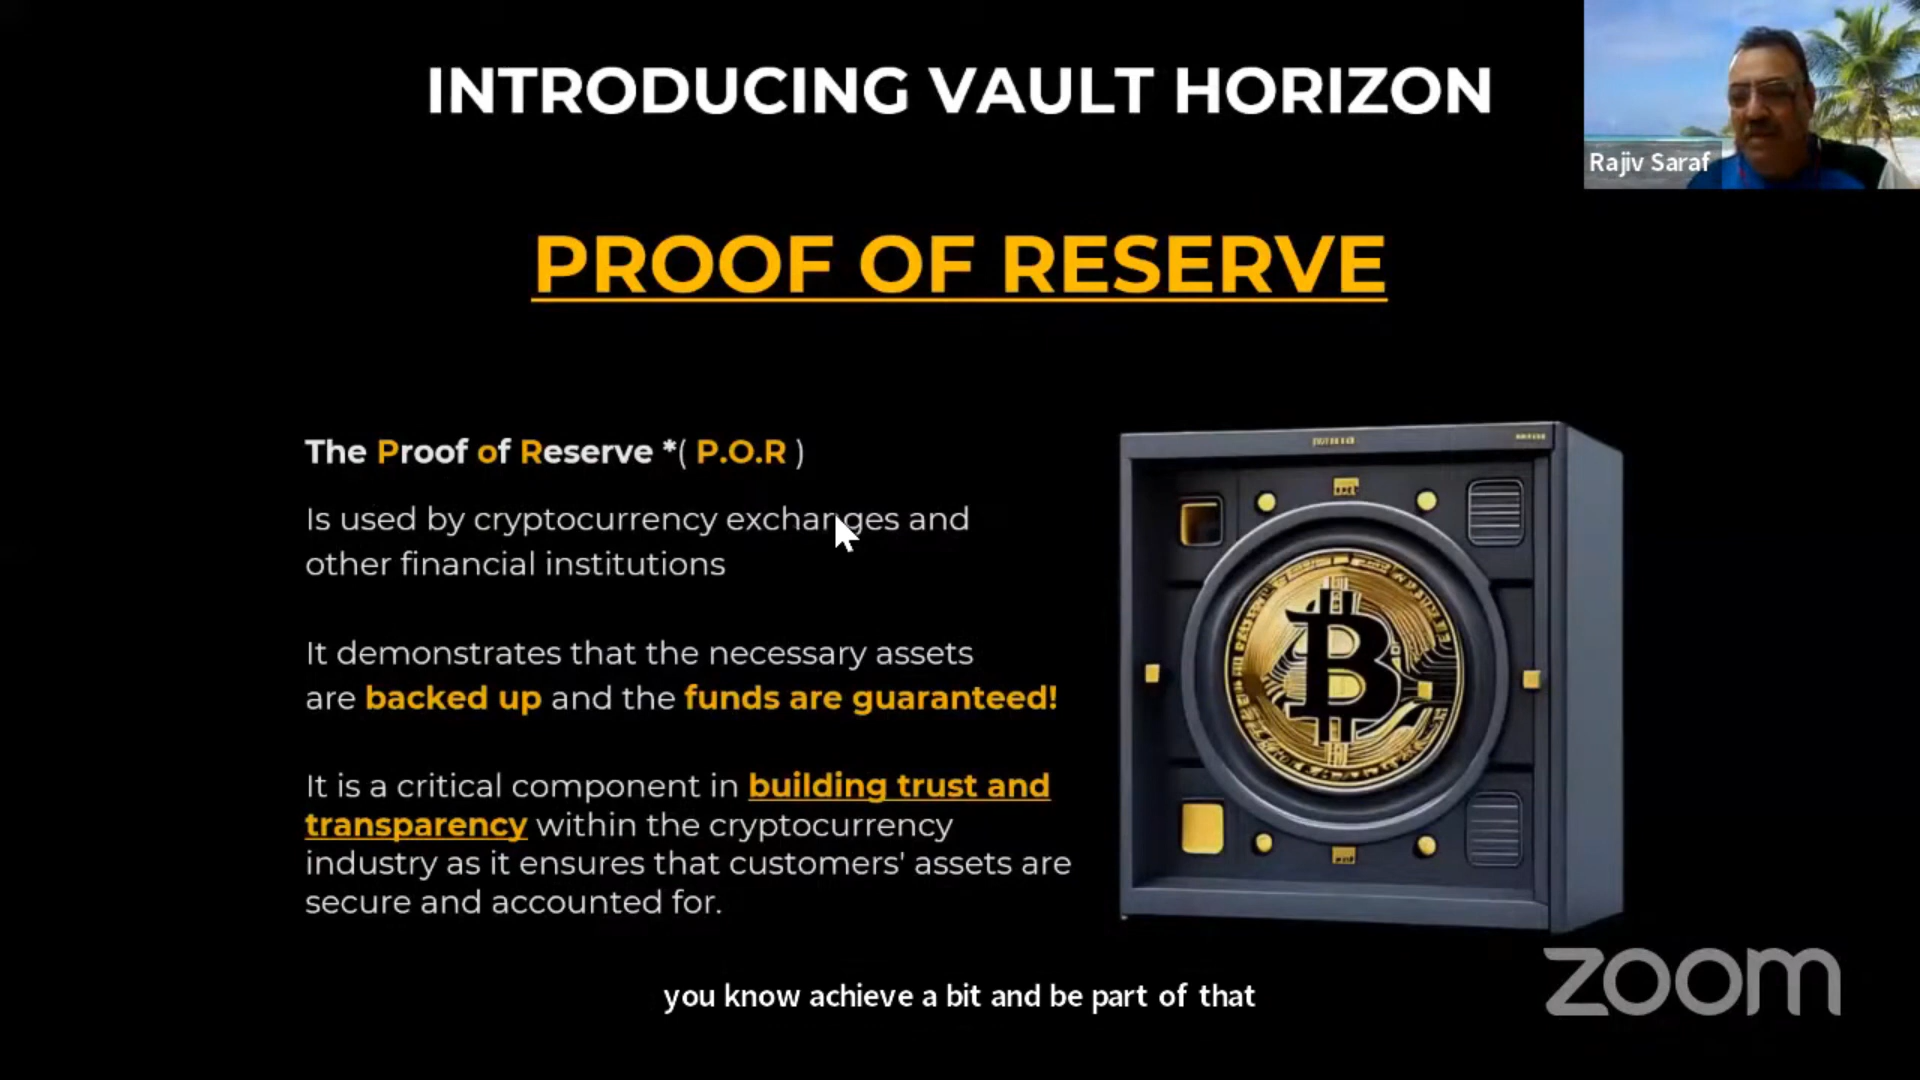 INTRODUCING VAULT HORIZON
Rajiv Saraf
PROOF OF RESERVE
The Proof of Reserve *( P.O.R )
Is used by cryptocurrency exchanges and
other financial institutions
It demonstrates that the necessary assets
are backed up and the funds are guaranteed!
It is a critical component in building trust and
transparency within the cryptocurrency
industry as it ensures that customers' assets are
secure and accounted for.
you know achieve a bit and be part of that
zoom